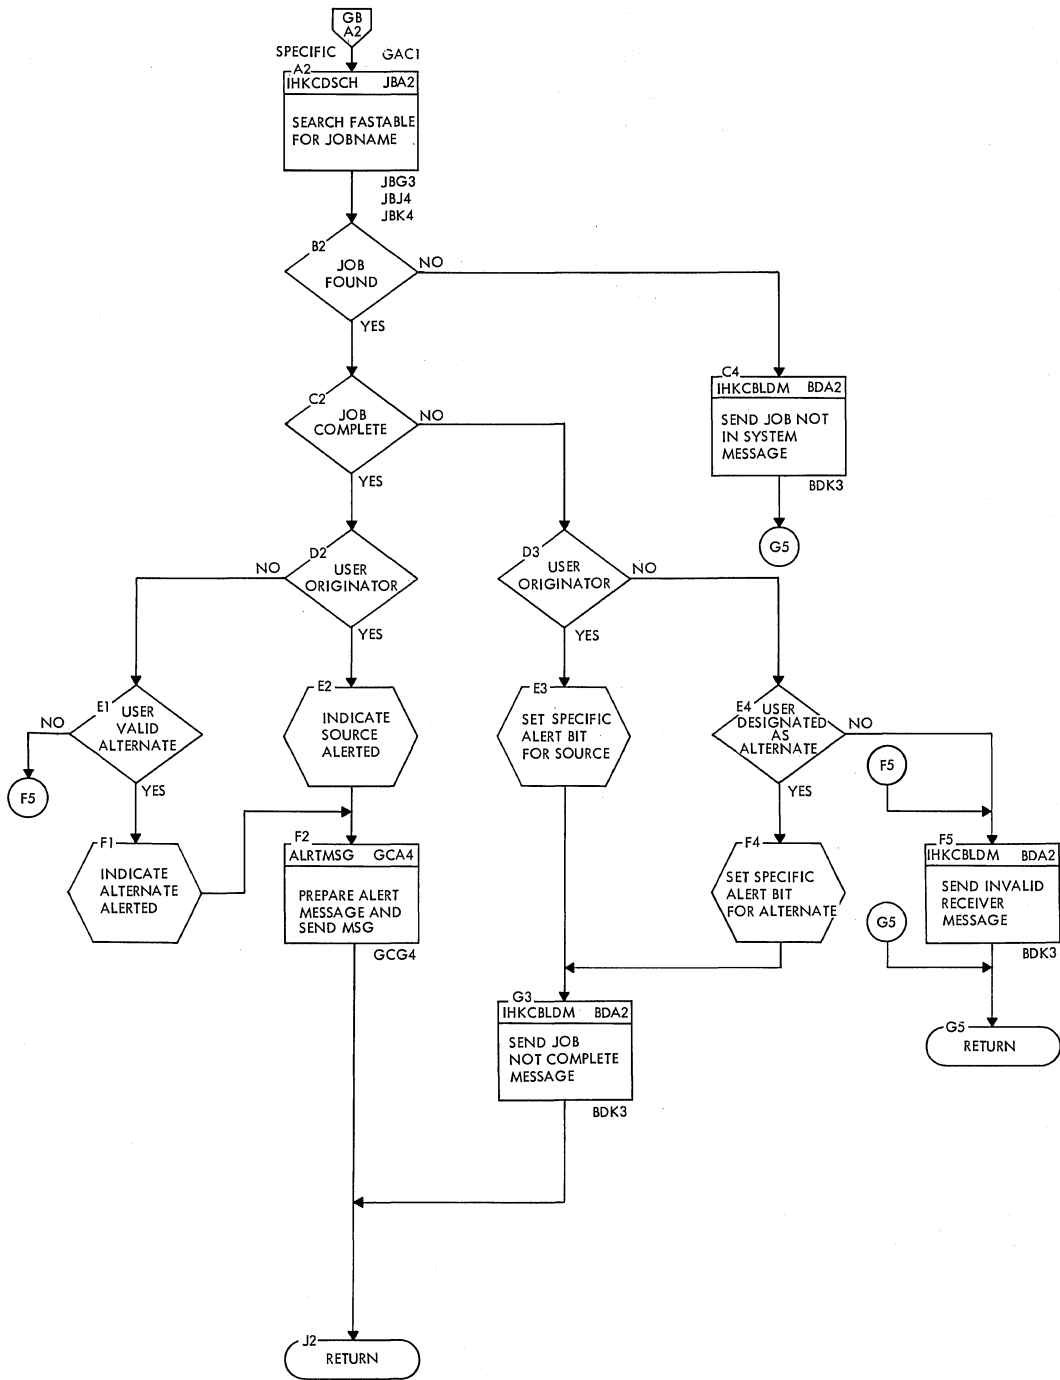 GB
A2
SPECIFIC
GAC1
A2
IHKCDSCH JBA2
SEARCH FASTABLE
FOR JOBNAME
JBG3
JBJ4
JBK4
B2
JOB
FOUND
NO
YES
C4
IHKCBLDM BDA2
SEND JOB NOT
IN SYSTEM
MESSAGE
BDK3
G5
C2
JOB
COMPLETE
NO
YES
D2
USER
ORIGINATOR
NO
YES
D3
USER
ORIGINATOR
NO
YES
E1
USER
VALID
ALTERNATE
NO
YES
F5
E2
INDICATE
SOURCE
ALERTED
E3
SET SPECIFIC
ALERT BIT
FOR SOURCE
E4
USER
DESIGNATED
AS
ALTERNATE
NO
YES
F5
F1
INDICATE
ALTERNATE
ALERTED
F2
ALRTMSG GCA4
PREPARE ALERT
MESSAGE AND
SEND MSG
GCG4
F4
SET SPECIFIC
ALERT BIT
FOR ALTERNATE
F5
IHKCBLDM BDA2
SEND INVALID
RECEIVER
MESSAGE
BDK3
G5
G3
IHKCBLDM BDA2
SEND JOB
NOT COMPLETE
MESSAGE
BDK3
G5
RETURN
J2
RETURN